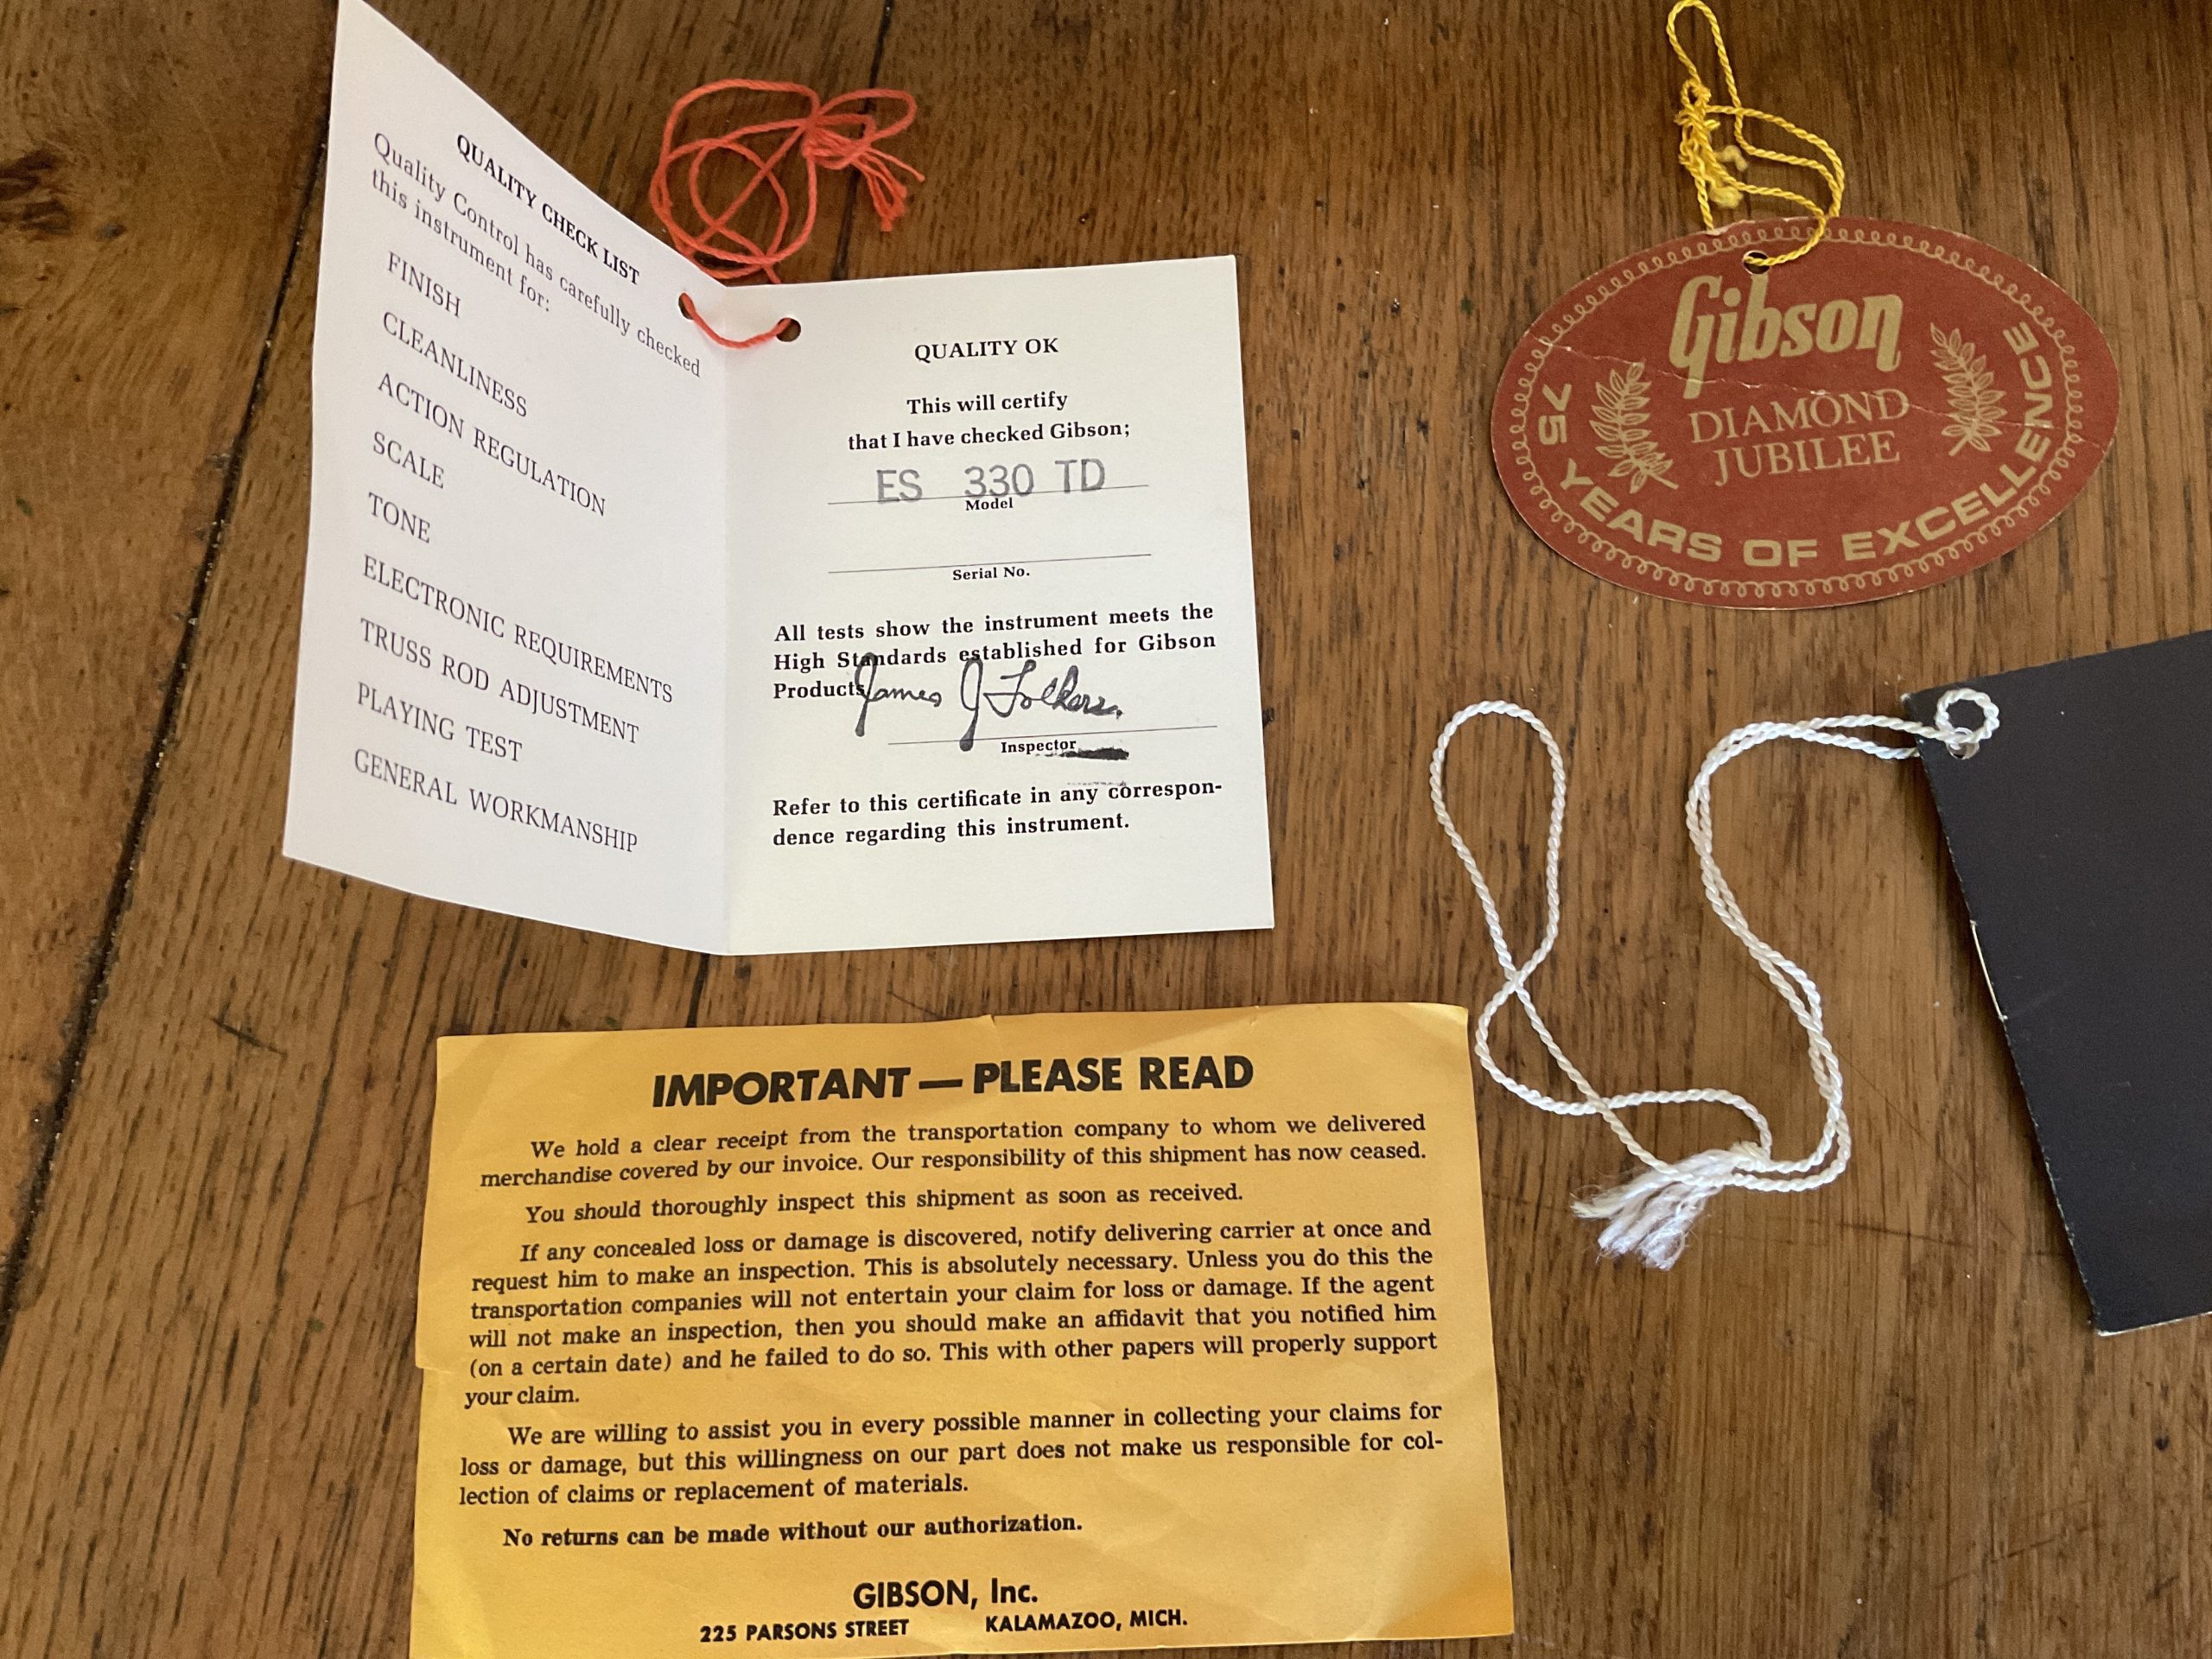 QUALITY CHECK LIST
Quality Control has carefully checked
this instrument for:
FINISH
CLEANLINESS
ACTION REGULATION
SCALE
TONE
ELECTRONIC REQUIREMENTS
TRUSS ROD ADJUSTMENT
PLAYING TEST
GENERAL WORKMANSHIP
QUALITY OK
This will certify
that I have checked Gibson;
ES 330 TD
Model
Serial No.
All tests show the instrument meets the
High Standards established for Gibson
Products
James J
Inspector
Refer to this certificate in any correspon-
dence regarding this instrument.
Gibson
DIAMOND
JUBILEE
75 YEARS OF EXCELLENCE
IMPORTANT — PLEASE READ
We hold a clear receipt from the transportation company to whom we delivered
merchandise covered by our invoice. Our responsibility of this shipment has now ceased.
You should thoroughly inspect this shipment as soon as received.
If any concealed loss or damage is discovered, notify delivering carrier at once and
request him to make an inspection. This is absolutely necessary. Unless you do this the
transportation companies will not entertain your claim for loss or damage. If the agent
will not make an inspection, then you should make an affidavit that you notified him
(on a certain date) and he failed to do so. This with other papers will properly support
your claim.
We are willing to assist you in every possible manner in collecting your claims for
loss or damage, but this willingness on our part does not make us responsible for col-
lection of claims or replacement of materials.
No returns can be made without our authorization.
GIBSON, Inc.
225 PARSONS STREET KALAMAZOO, MICH.